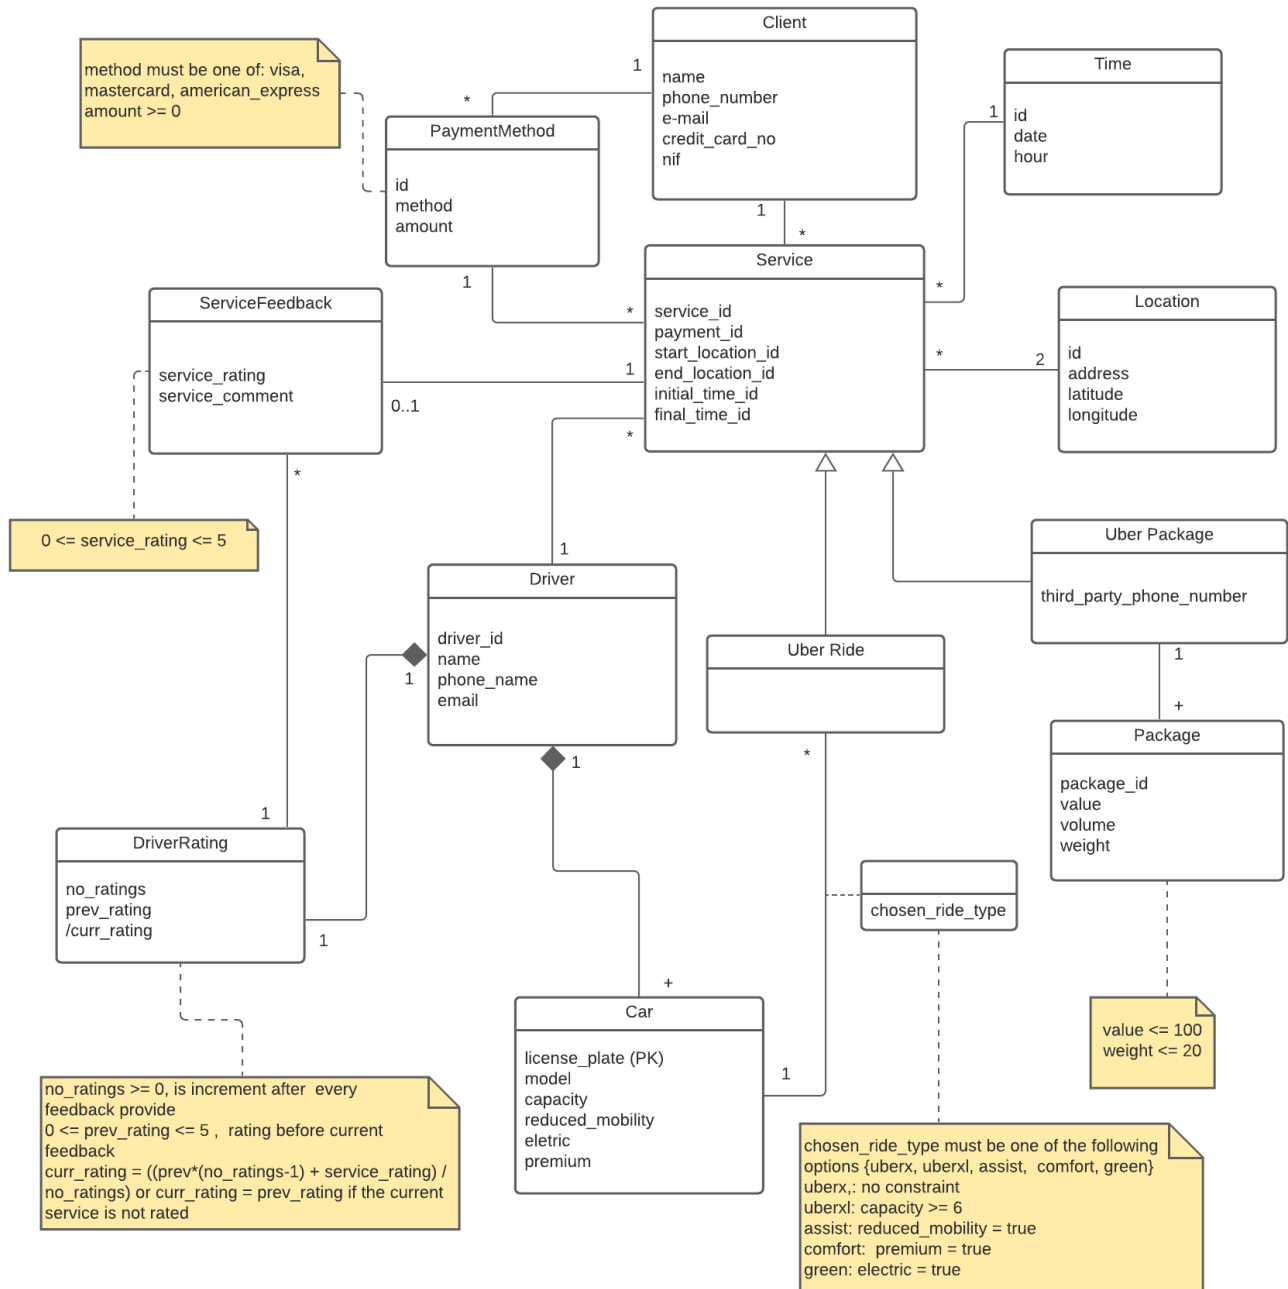 Client
name
phone_number
e-mail
credit_card_no
nif
method must be one of: visa,
mastercard, american_express
amount >= 0
1
*
PaymentMethod
id
method
amount
Time
id
date
hour
1
*
1
*
1
*
Service
service_id
payment_id
start_location_id
end_location_id
initial_time_id
final_time_id
*
2
Location
id
address
latitude
longitude
ServiceFeedback
service_rating
service_comment
1
0..1
*
*
0 <= service_rating <= 5
1
Driver
driver_id
name
phone_name
email
1
1
Uber Ride
*
Uber Package
third_party_phone_number
1
+
Package
package_id
value
volume
weight
value <= 100
weight <= 20
1
DriverRating
no_ratings
prev_rating
/curr_rating
1
no_ratings >= 0, is increment after every
feedback provide
0 <= prev_rating <= 5 , rating before current
feedback
curr_rating = ((prev*(no_ratings-1) + service_rating) /
no_ratings) or curr_rating = prev_rating if the current
service is not rated
+
Car
license_plate (PK)
model
capacity
reduced_mobility
eletric
premium
1
chosen_ride_type
chosen_ride_type must be one of the following
options {uberx, uberxl, assist, comfort, green}
uberx,: no constraint
uberxl: capacity >= 6
assist: reduced_mobility = true
comfort: premium = true
green: electric = true